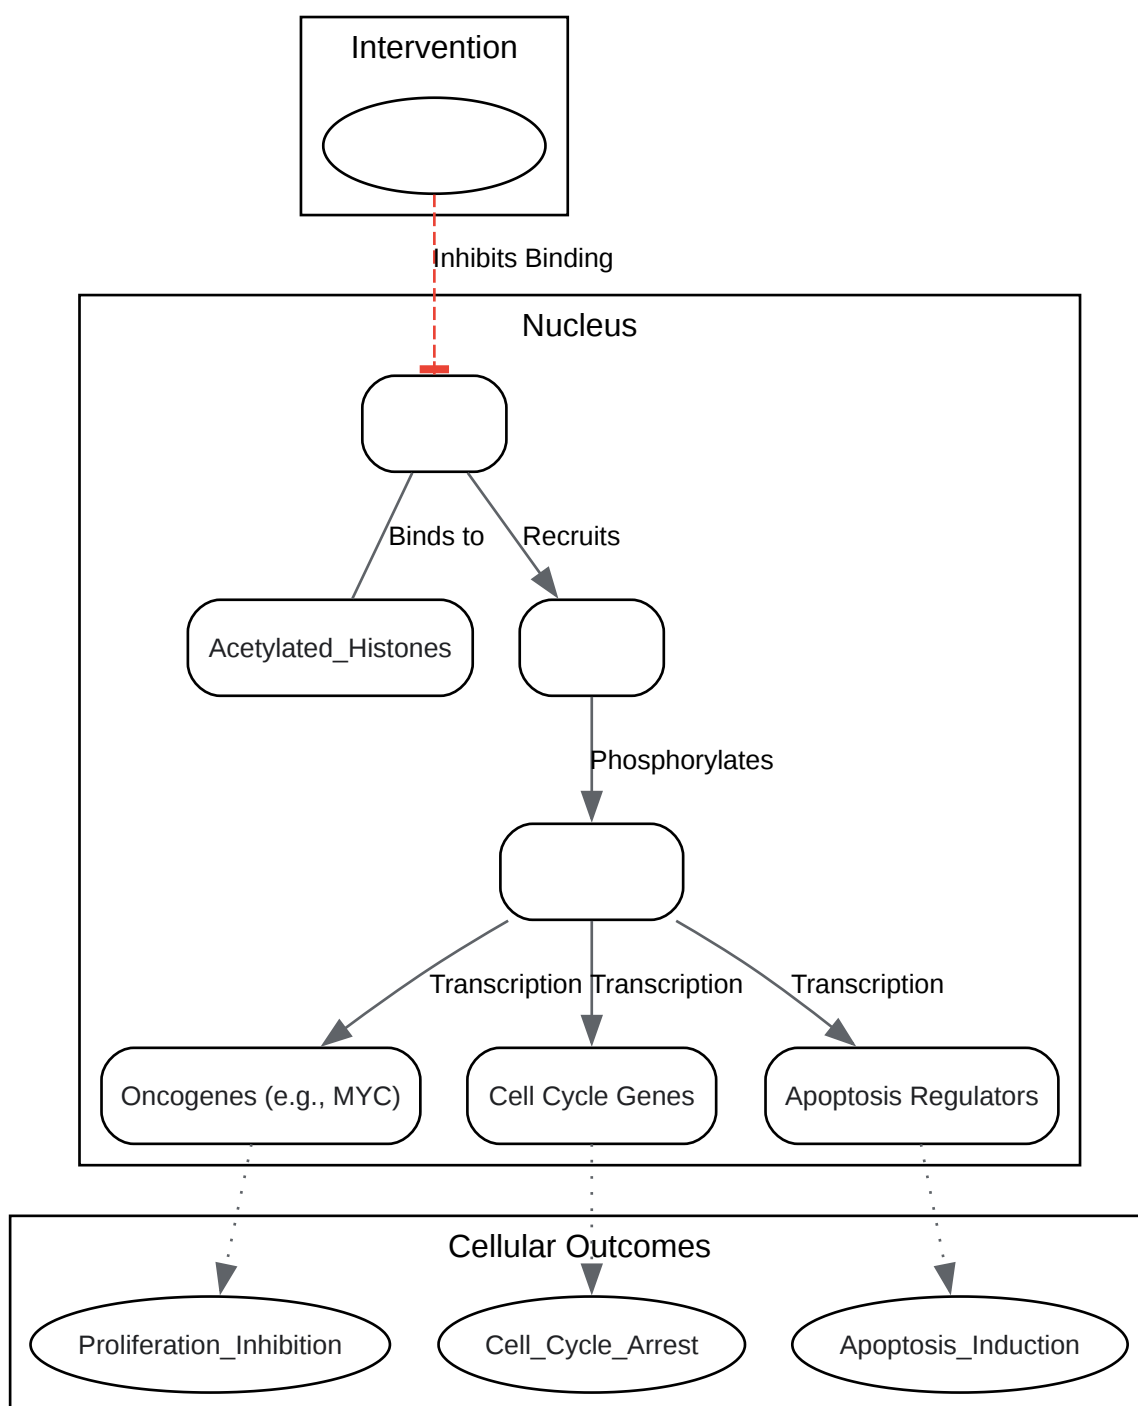 Intervention
Inhibits Binding
Nucleus
Binds to
Recruits
Acetylated_Histones
Phosphorylates
Transcription
Transcription
Transcription
Oncogenes (e.g., MYC)
Cell Cycle Genes
Apoptosis Regulators
Cellular Outcomes
Proliferation_Inhibition
Cell_Cycle_Arrest
Apoptosis_Induction